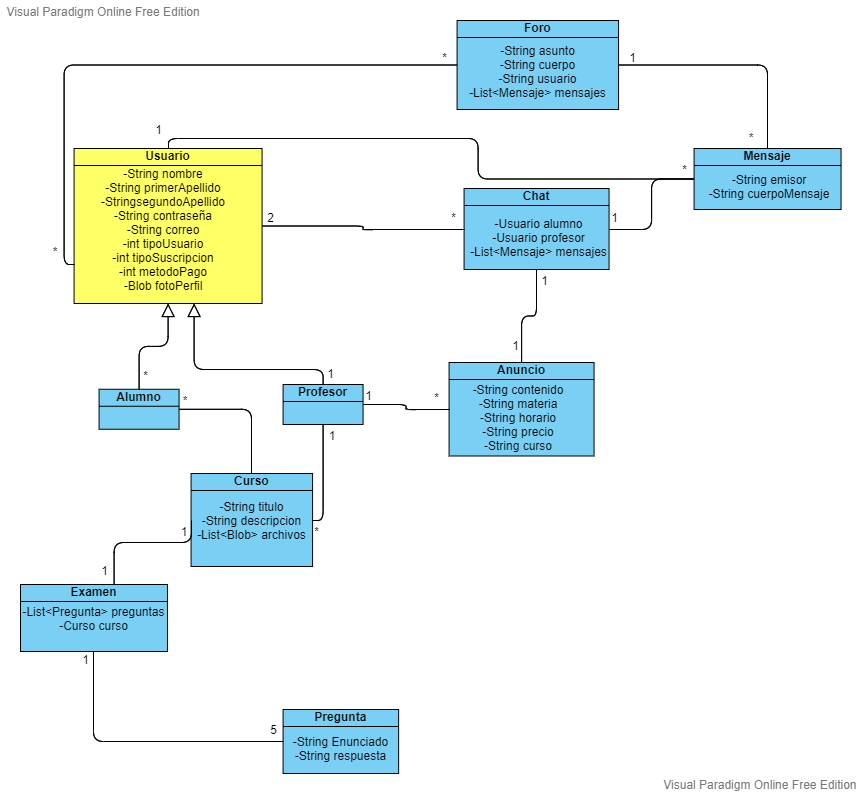 Visual Paradigm Online Free Edition
Foro
-String asunto
-String cuerpo
-String usuario
-List<Mensaje> mensajes
*
1
1
*
Usuario
-String nombre
-String primerApellido
-StringsegundoApellido
-String contraseña
-String correo
-int tipoUsuario
-int tipoSuscripcion
-int metodoPago
-Blob fotoPerfil
*
2
*
Mensaje
-String emisor
-String cuerpoMensaje
*
Chat
-Usuario alumno
-Usuario profesor
-List<Mensaje> mensajes
1
1
1
Anuncio
-String contenido
-String materia
-String horario
-String precio
-String curso
*
Alumno
*
1
Profesor
1
*
1
Curso
-String titulo
-String descripcion
-List<Blob> archivos
*
1
1
Examen
-List<Pregunta> preguntas
-Curso curso
1
5
Pregunta
-String Enunciado
-String respuesta
Visual Paradigm Online Free Edition